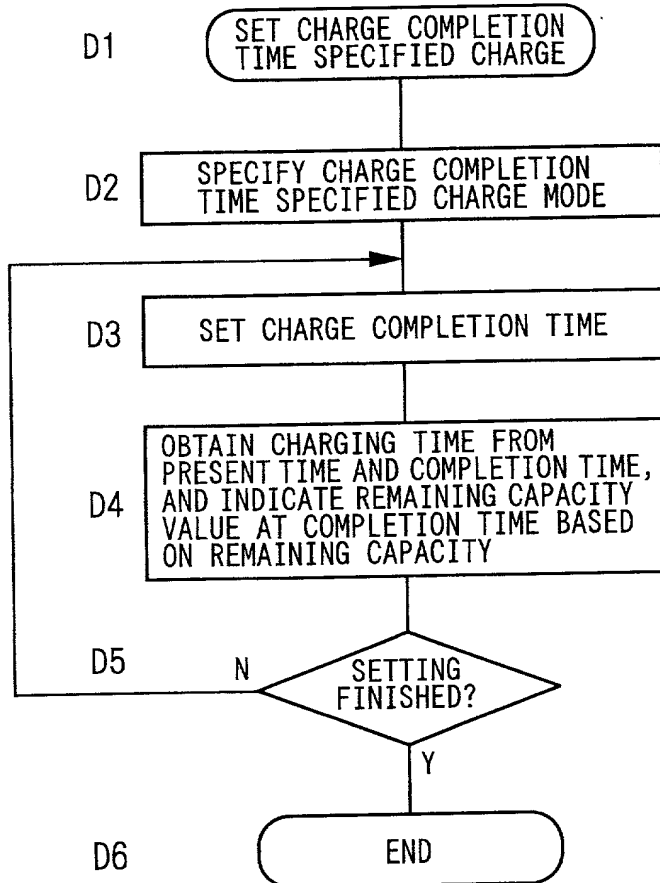 D1
SET CHARGE COMPLETION
TIME SPECIFIED CHARGE
D2
SPECIFY CHARGE COMPLETION
TIME SPECIFIED CHARGE MODE
D3
SET CHARGE COMPLETION TIME
D4
OBTAIN CHARGING TIME FROM
PRESENT TIME AND COMPLETION TIME,
AND INDICATE REMAINING CAPACITY
VALUE AT COMPLETION TIME BASED
ON REMAINING CAPACITY
D5
N
SETTING
FINISHED?
Y
D6
END